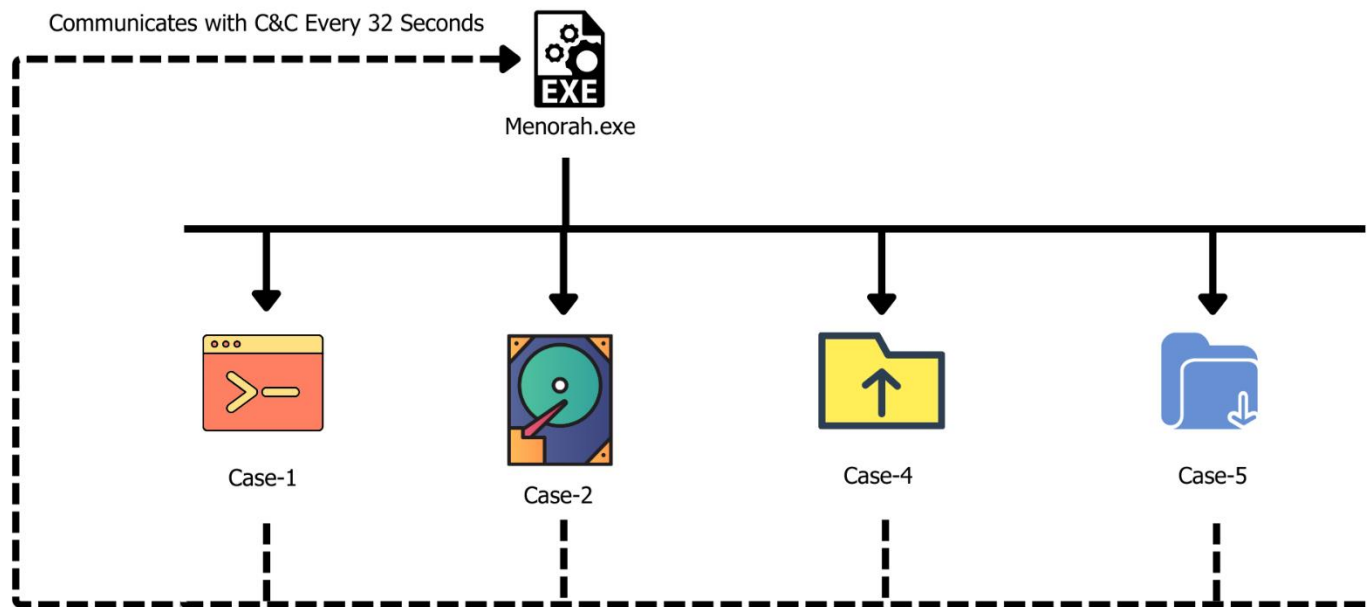 Communicates with C&C Every 32 Seconds
EXE
Menorah.exe
Case-1
Case-2
Case-4
Case-5